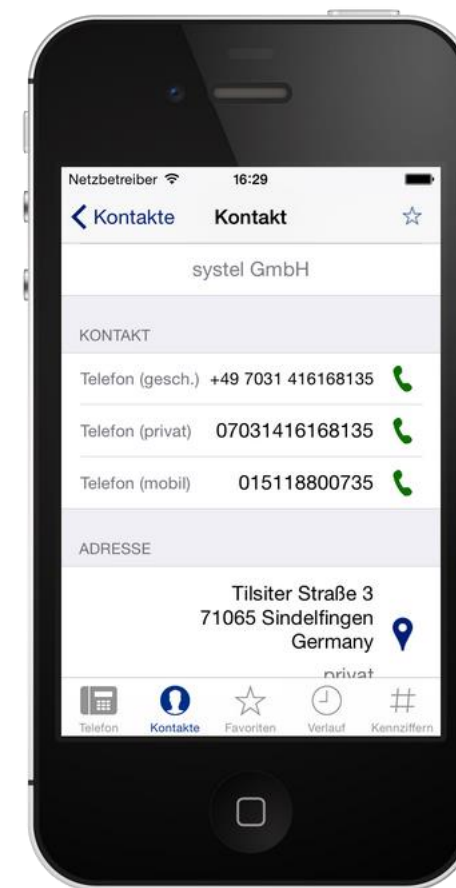 Netzbetreiber 16:29
Kontakte Kontakt
systel GmbH
KONTAKT
Telefon (gesch.) +49 7031 416168135
Telefon (privat) 07031416168135
Telefon (mobil) 015118800735
ADRESSE
Tilsiter Straße 3
71065 Sindelfingen
Germany
privat
Telefon Kontakte Favoriten Verlauf Kennziffern